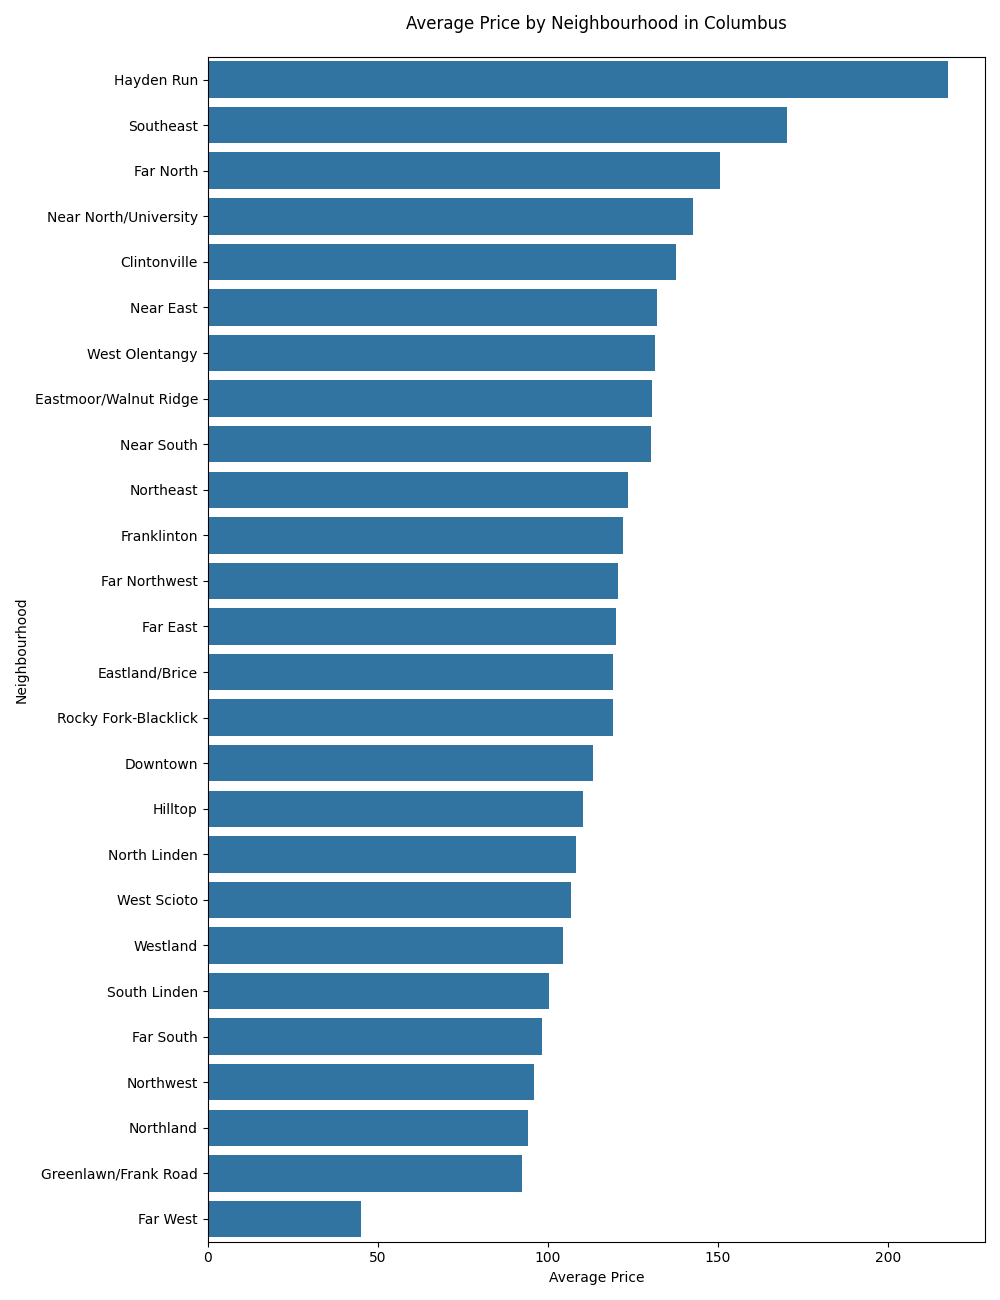 Average Price by Neighbourhood in Columbus
Hayden Run
Southeast
Far North
Near North/University
Clintonville
Near East
West Olentangy
Eastmoor/Walnut Ridge
Near South
Northeast
Franklinton
Far Northwest
Far East
Eastland/Brice
Rocky Fork-Blacklick
Downtown
Hilltop
North Linden
West Scioto
Westland
South Linden
Far South
Northwest
Northland
Greenlawn/Frank Road
Far West
Neighbourhood
0 50 100 150 200
Average Price